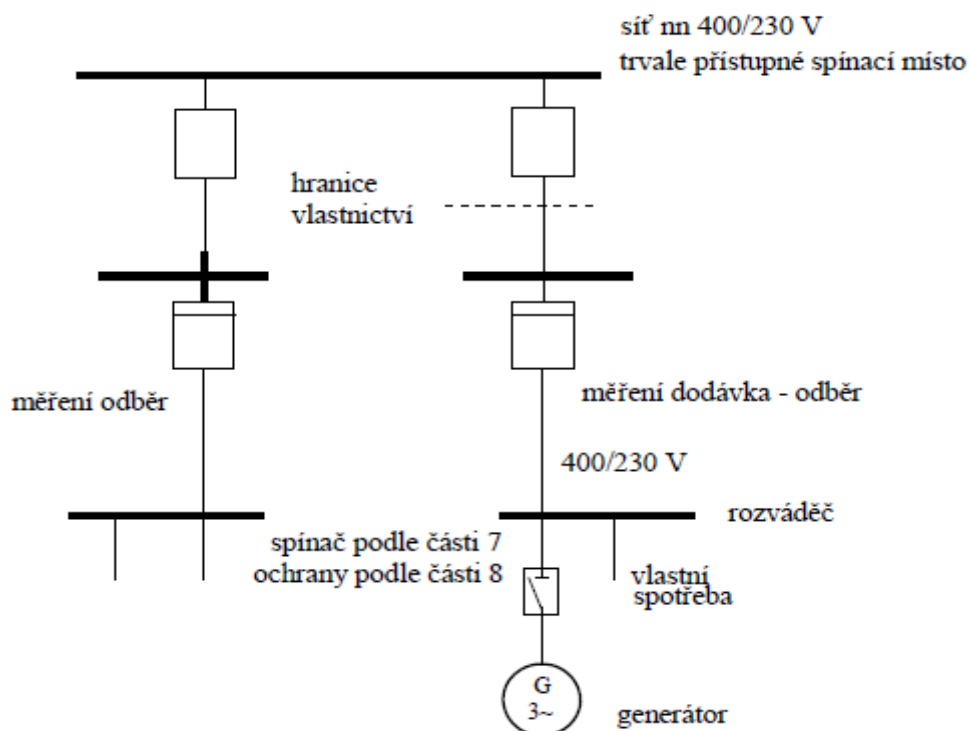 síť nn 400/230 V
trvale přístupné spínací místo
hranice
vlastnictví
měření odběr
měření dodávka - odběr
400/230 V
rozváděč
spínač podle části 7
ochrany podle části 8
vlastní
spotřeba
G
3~
generátor